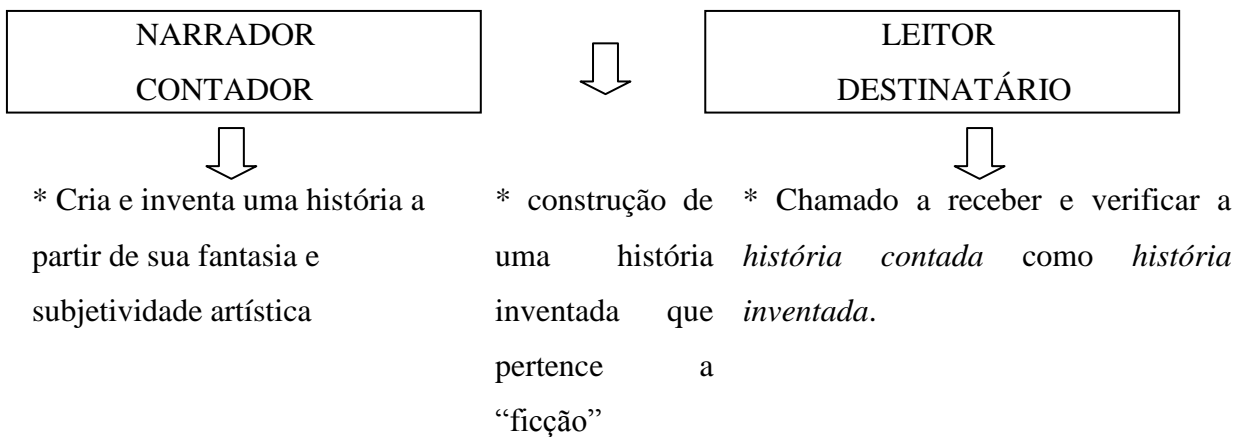 NARRADOR
CONTADOR
LEITOR
DESTINATÁRIO
* Cria e inventa uma história a
partir de sua fantasia e
subjetividade artística
* construção de
uma história
inventada que
pertence a
“ficção”
* Chamado a receber e verificar a
história contada como história
inventada.